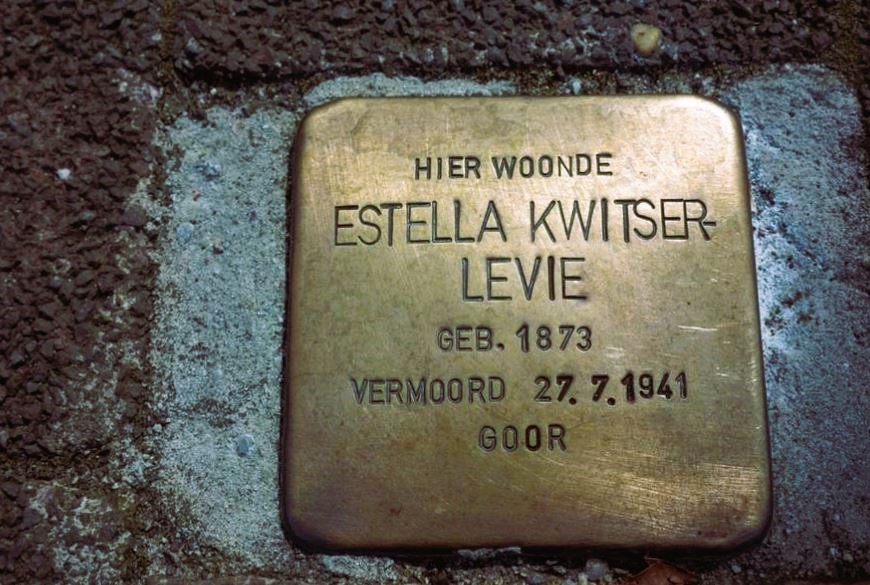 HIER WOONDE
ESTELLA KWITSER-
LEVIE
GEB. 1873
VERMOORD 27. 7. 1941
GOOR